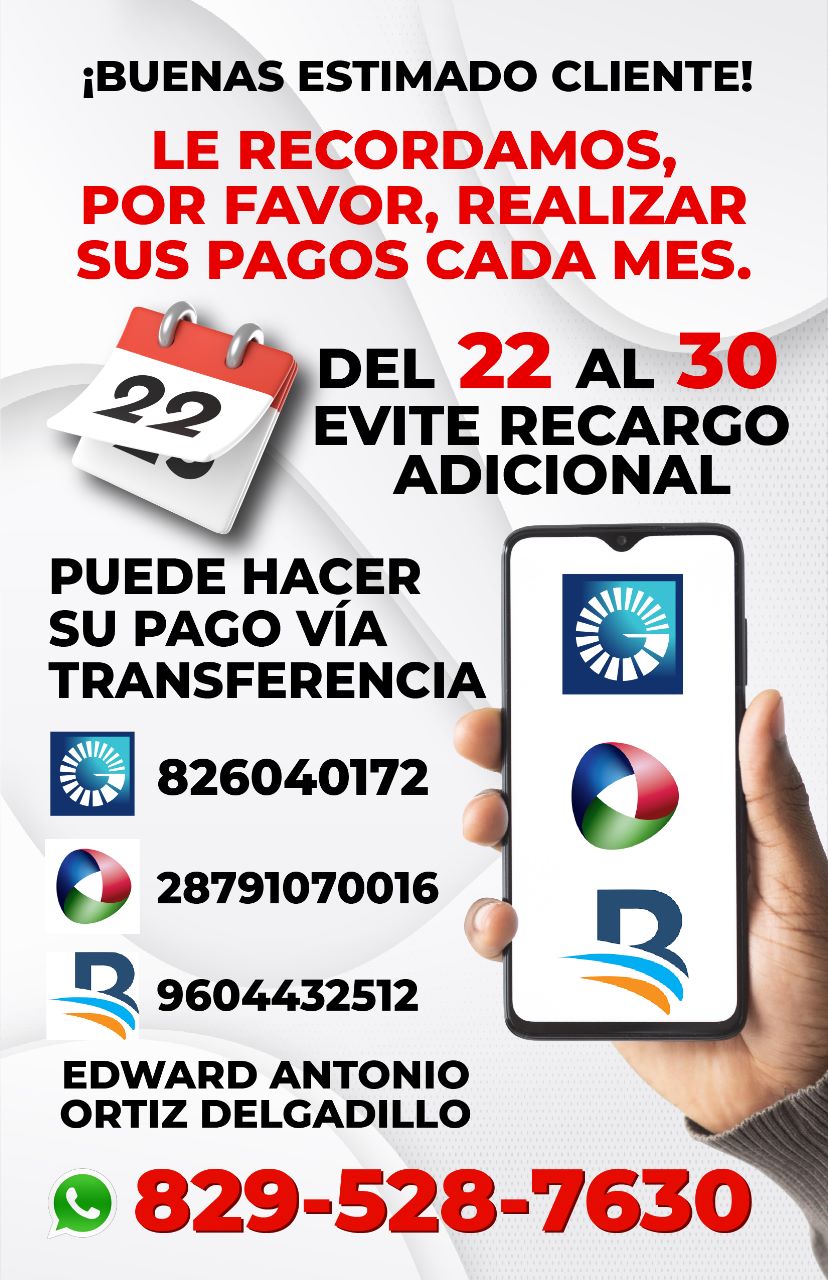 ¡BUENAS ESTIMADO CLIENTE!
LE RECORDAMOS,
POR FAVOR, REALIZAR
SUS PAGOS CADA MES.
22
DEL 22 AL 30
EVITE RECARGO
ADICIONAL
PUEDE HACER
SU PAGO VÍA
TRANSFERENCIA
826040172
28791070016
9604432512
EDWARD ANTONIO
ORTIZ DELGADILLO
829-528-7630